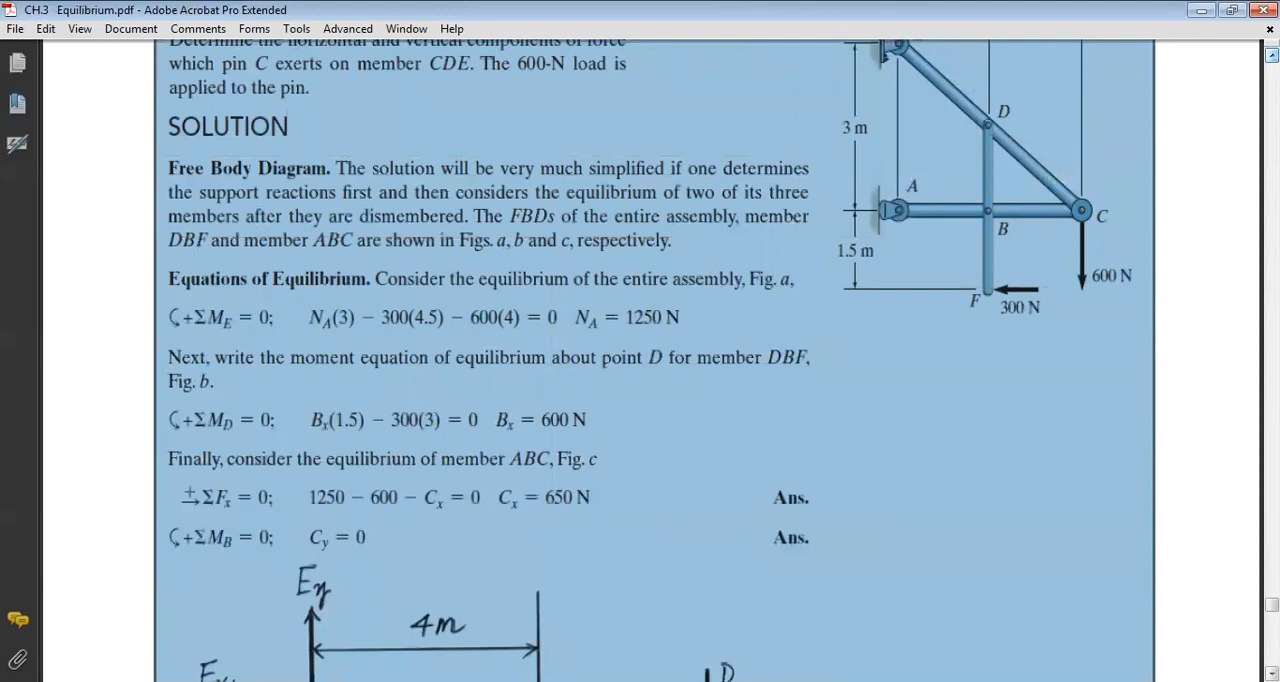 CH.3 Equilibrium.pdf - Adobe Acrobat Pro Extended
File Edit View Document Comments Forms Tools Advanced Window Help
Determine the horizontal and vertical components of force
which pin C exerts on member CDE. The 600-N load is
applied to the pin.
SOLUTION
Free Body Diagram. The solution will be very much simplified if one determines
the support reactions first and then considers the equilibrium of two of its three
members after they are dismembered. The FBDs of the entire assembly, member
DBF and member ABC are shown in Figs. a, b and c, respectively.
Equations of Equilibrium. Consider the equilibrium of the entire assembly, Fig. a,
⤹+ΣM_E = 0; N_A(3) − 300(4.5) − 600(4) = 0 N_A = 1250 N
Next, write the moment equation of equilibrium about point D for member DBF,
Fig. b.
⤹+ΣM_D = 0; B_x(1.5) − 300(3) = 0 B_x = 600 N
Finally, consider the equilibrium of member ABC, Fig. c
+→ ΣF_x = 0; 1250 − 600 − C_x = 0 C_x = 650 N Ans.
⤹+ΣM_B = 0; C_y = 0 Ans.
D
3 m
A
C
B
1.5 m
600 N
F
300 N
E_y
4m
D